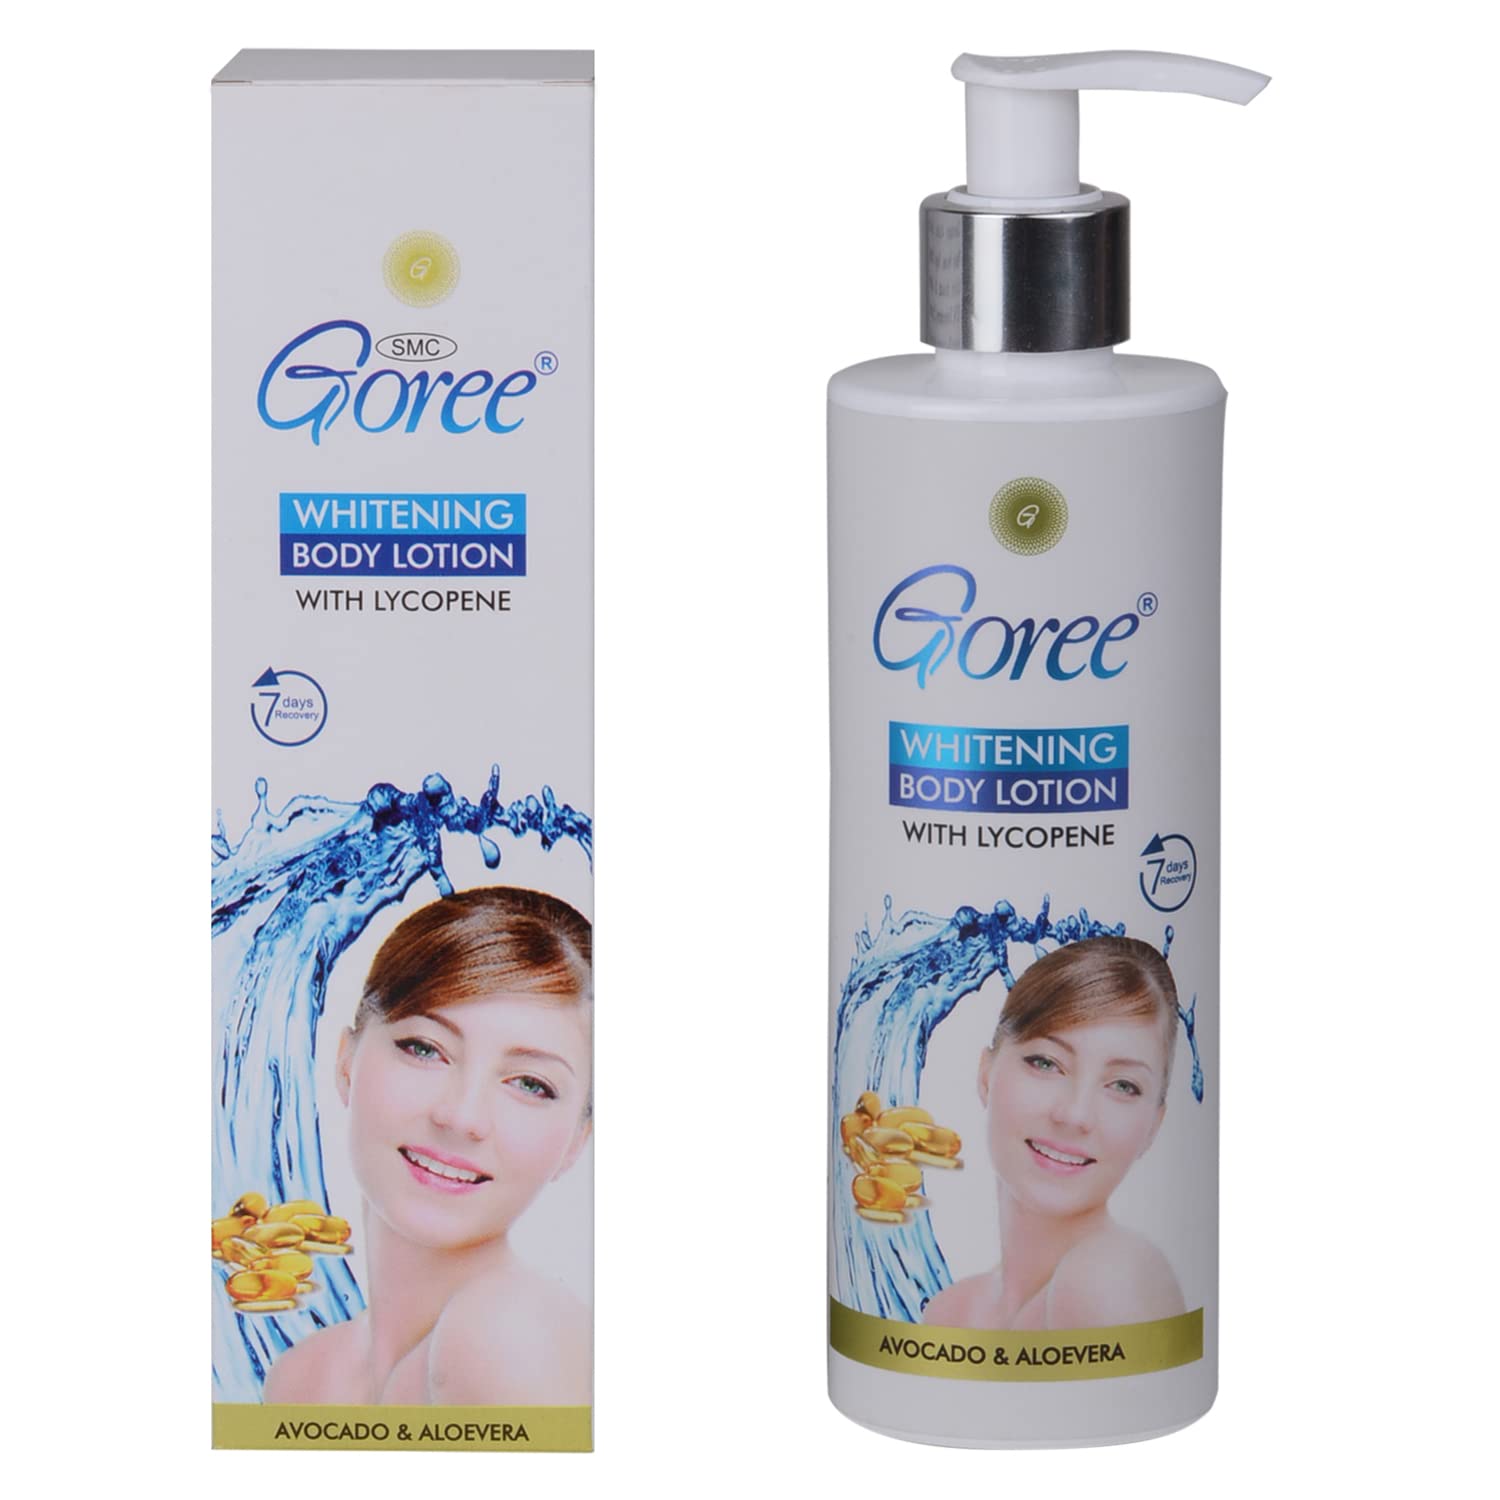 G
SMC
Goree®
WHITENING
BODY LOTION
WITH LYCOPENE
7 days
Recovery
AVOCADO & ALOEVERA
G
Goree®
WHITENING
BODY LOTION
WITH LYCOPENE
7 days
Recovery
AVOCADO & ALOEVERA